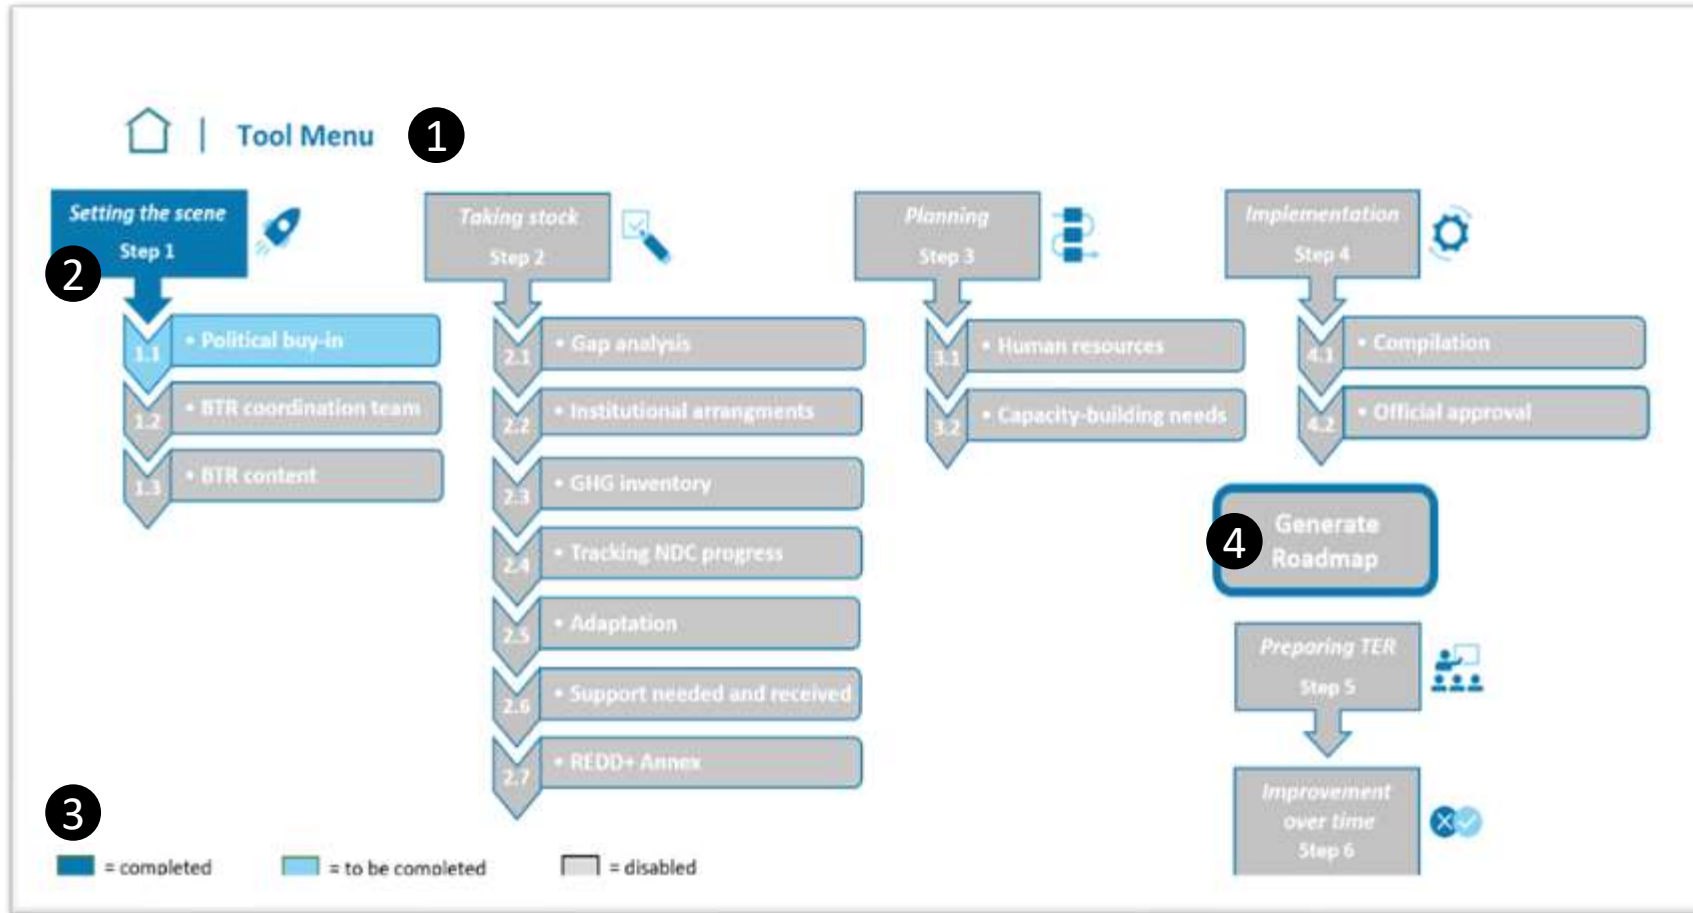 Tool Menu
1
Setting the scene
Step 1
2
1.1
• Political buy-in
1.2
• BTR coordination team
1.3
• BTR content
Taking stock
Step 2
2.1
• Gap analysis
2.2
• Institutional arrangments
2.3
• GHG inventory
2.4
• Tracking NDC progress
2.5
• Adaptation
2.6
• Support needed and received
2.7
• REDD+ Annex
Planning
Step 3
3.1
• Human resources
3.2
• Capacity-building needs
Implementation
Step 4
4.1
• Compilation
4.2
• Official approval
4
Generate
Roadmap
Preparing TER
Step 5
Improvement
over time
Step 6
3
= completed
= to be completed
= disabled